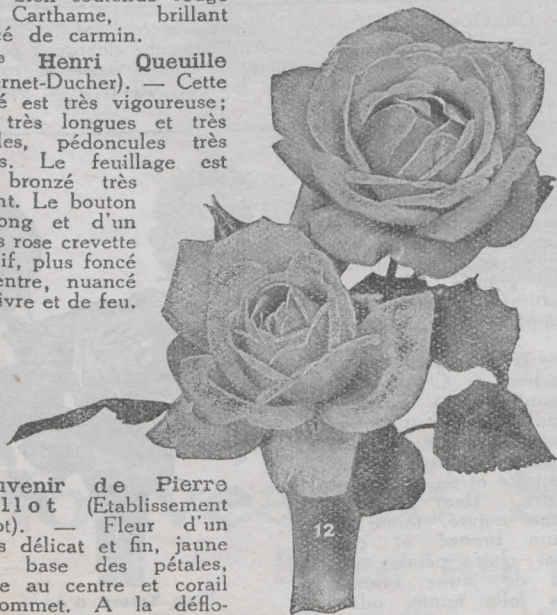 Carthame, brillant
cé de carmin.
Henri Queuille
ernet-Ducher). — Cette
é est très vigoureuse;
très longues et très
des, pédoncules très
s. Le feuillage est
bronzé très
nt. Le bouton
ong et d'un
s rose crevette
if, plus foncé
entre, nuancé
ivre et de feu.
uvenir de Pierre
llot (Etablissement
ot). — Fleur d'un
s délicat et fin, jaune
base des pétales,
e au centre et corail
ommet. A la déflo-
12